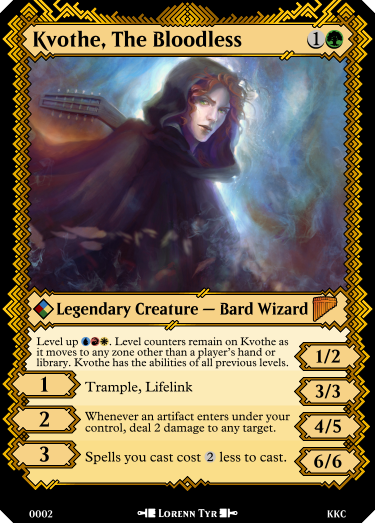 Kvothe, The Bloodless 1
Legendary Creature — Bard Wizard
Level up. Level counters remain on Kvothe as
it moves to any zone other than a player's hand or
library. Kvothe has the abilities of all previous levels.
1/2
1 Trample, Lifelink 3/3
2 Whenever an artifact enters under your
control, deal 2 damage to any target. 4/5
3 Spells you cast cost 2 less to cast. 6/6
0002 Lorenn Tyr KKC